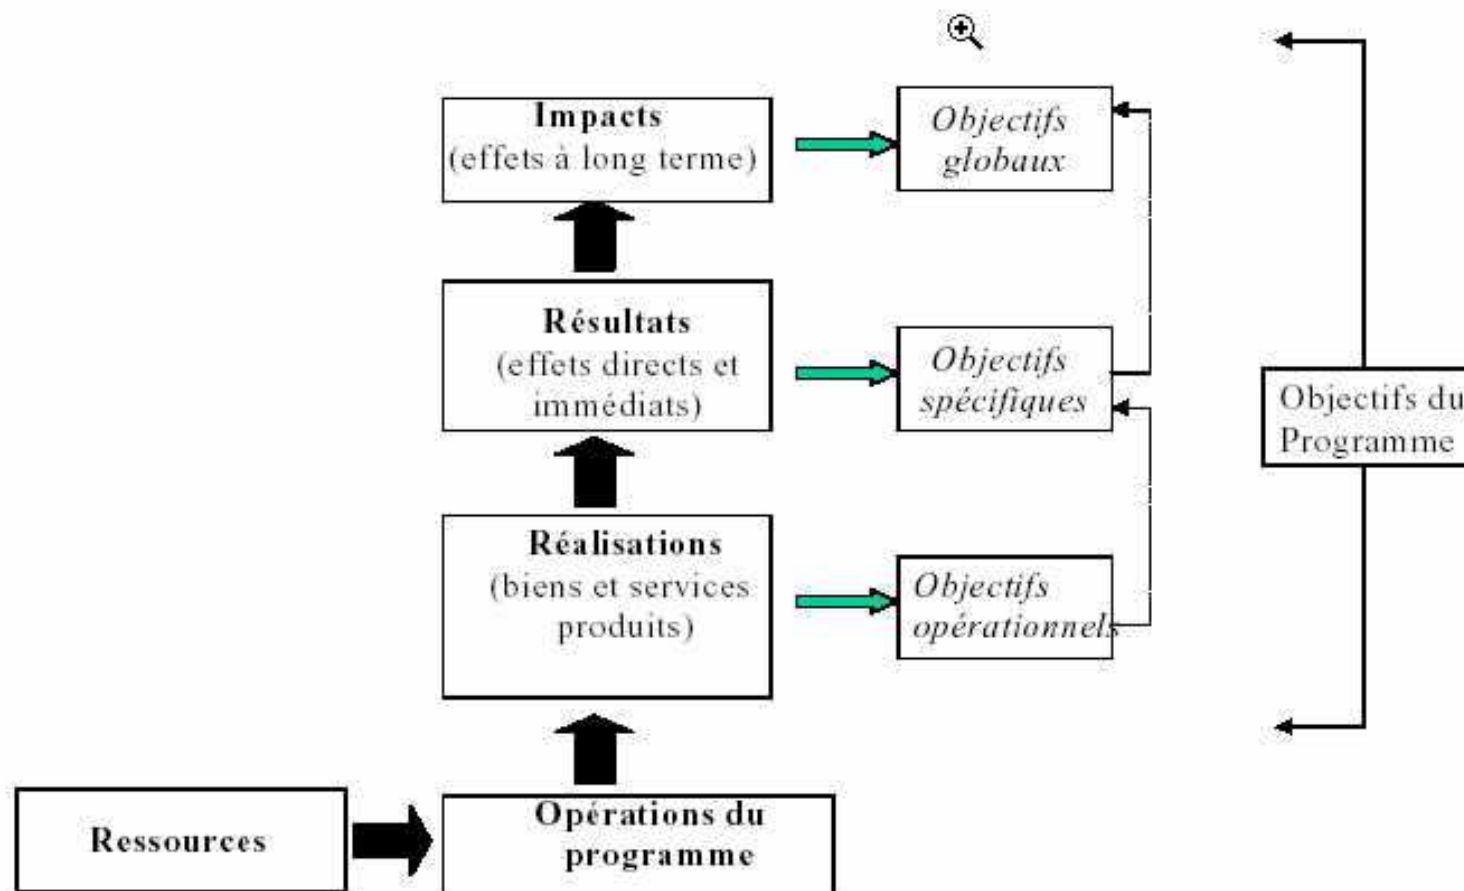 Impacts
(effets à long terme)
Objectifs
globaux
Résultats
(effets directs et
immédiats)
Objectifs
spécifiques
Objectifs du
Programme
Réalisations
(biens et services
produits)
Objectifs
opérationnels
Ressources
Opérations du
programme